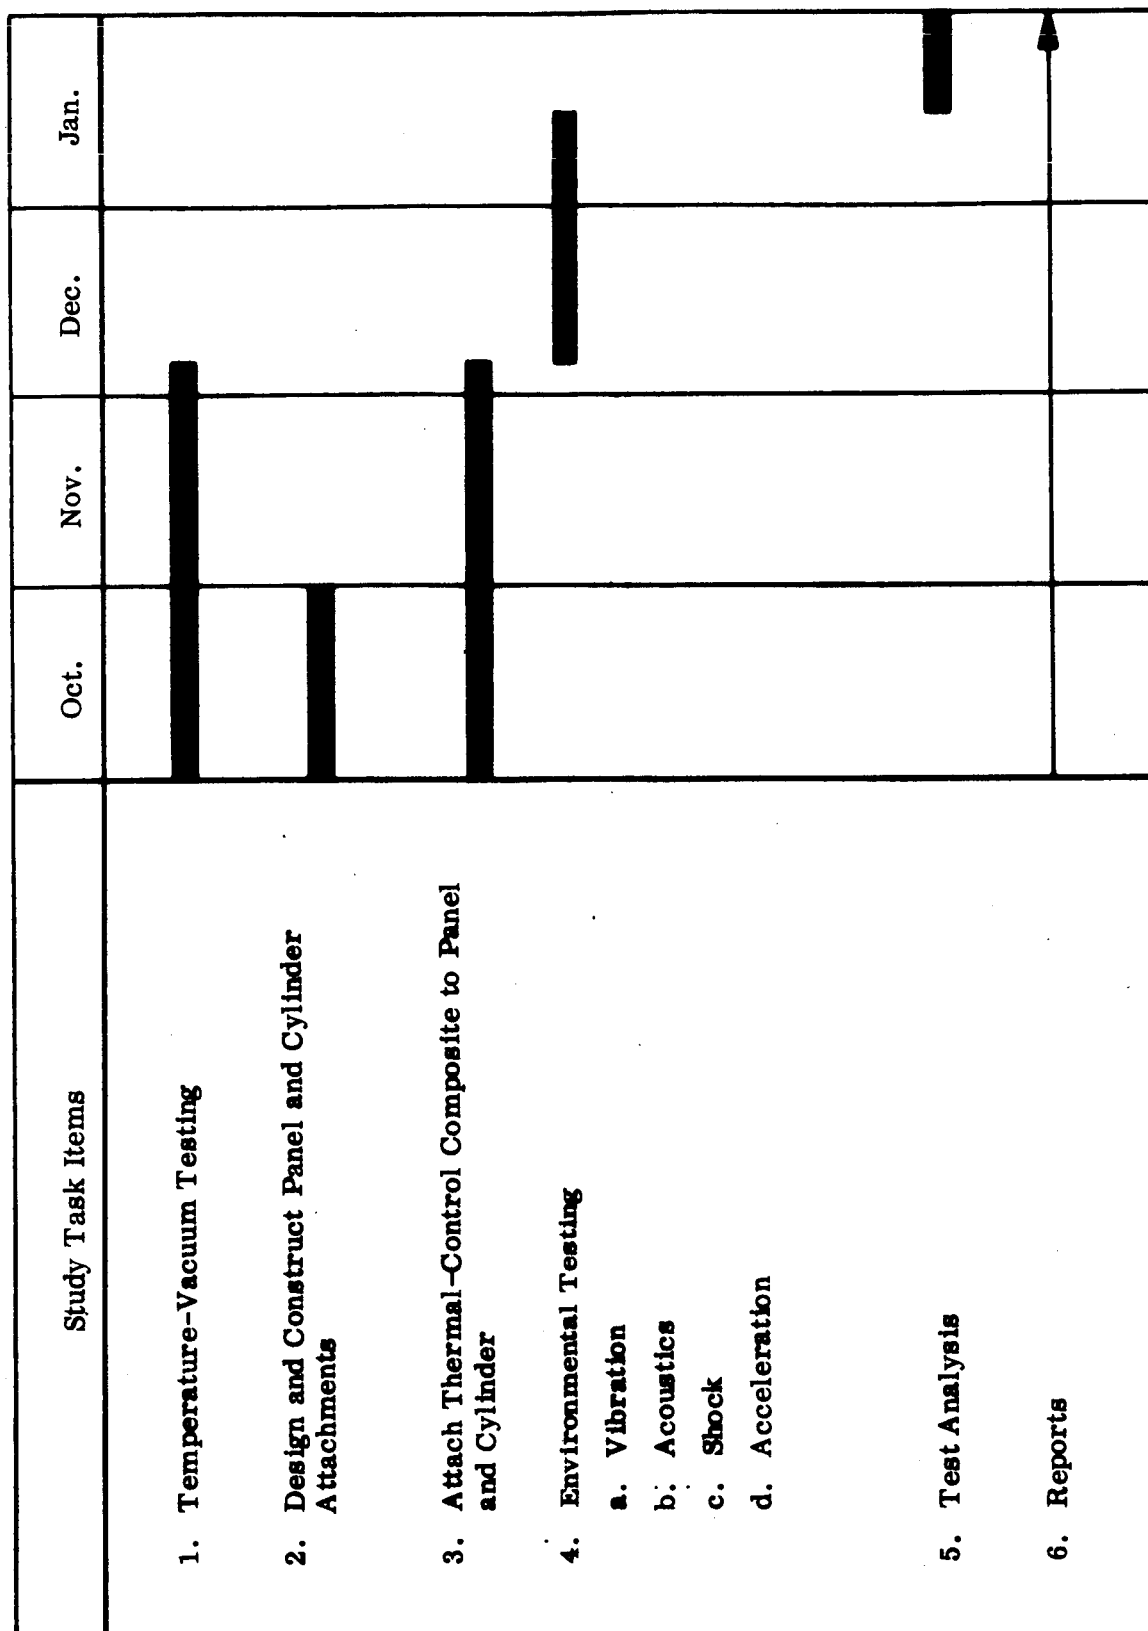 Study Task Items
Oct.
Nov.
Dec.
Jan.
1. Temperature-Vacuum Testing
2. Design and Construct Panel and Cylinder
Attachments
3. Attach Thermal-Control Composite to Panel
and Cylinder
4. Environmental Testing
a. Vibration
b. Acoustics
c. Shock
d. Acceleration
5. Test Analysis
6. Reports